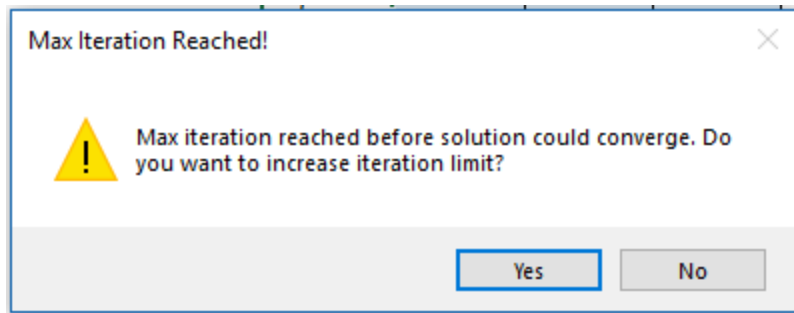 Max Iteration Reached!
Max iteration reached before solution could converge. Do
you want to increase iteration limit?
Yes No